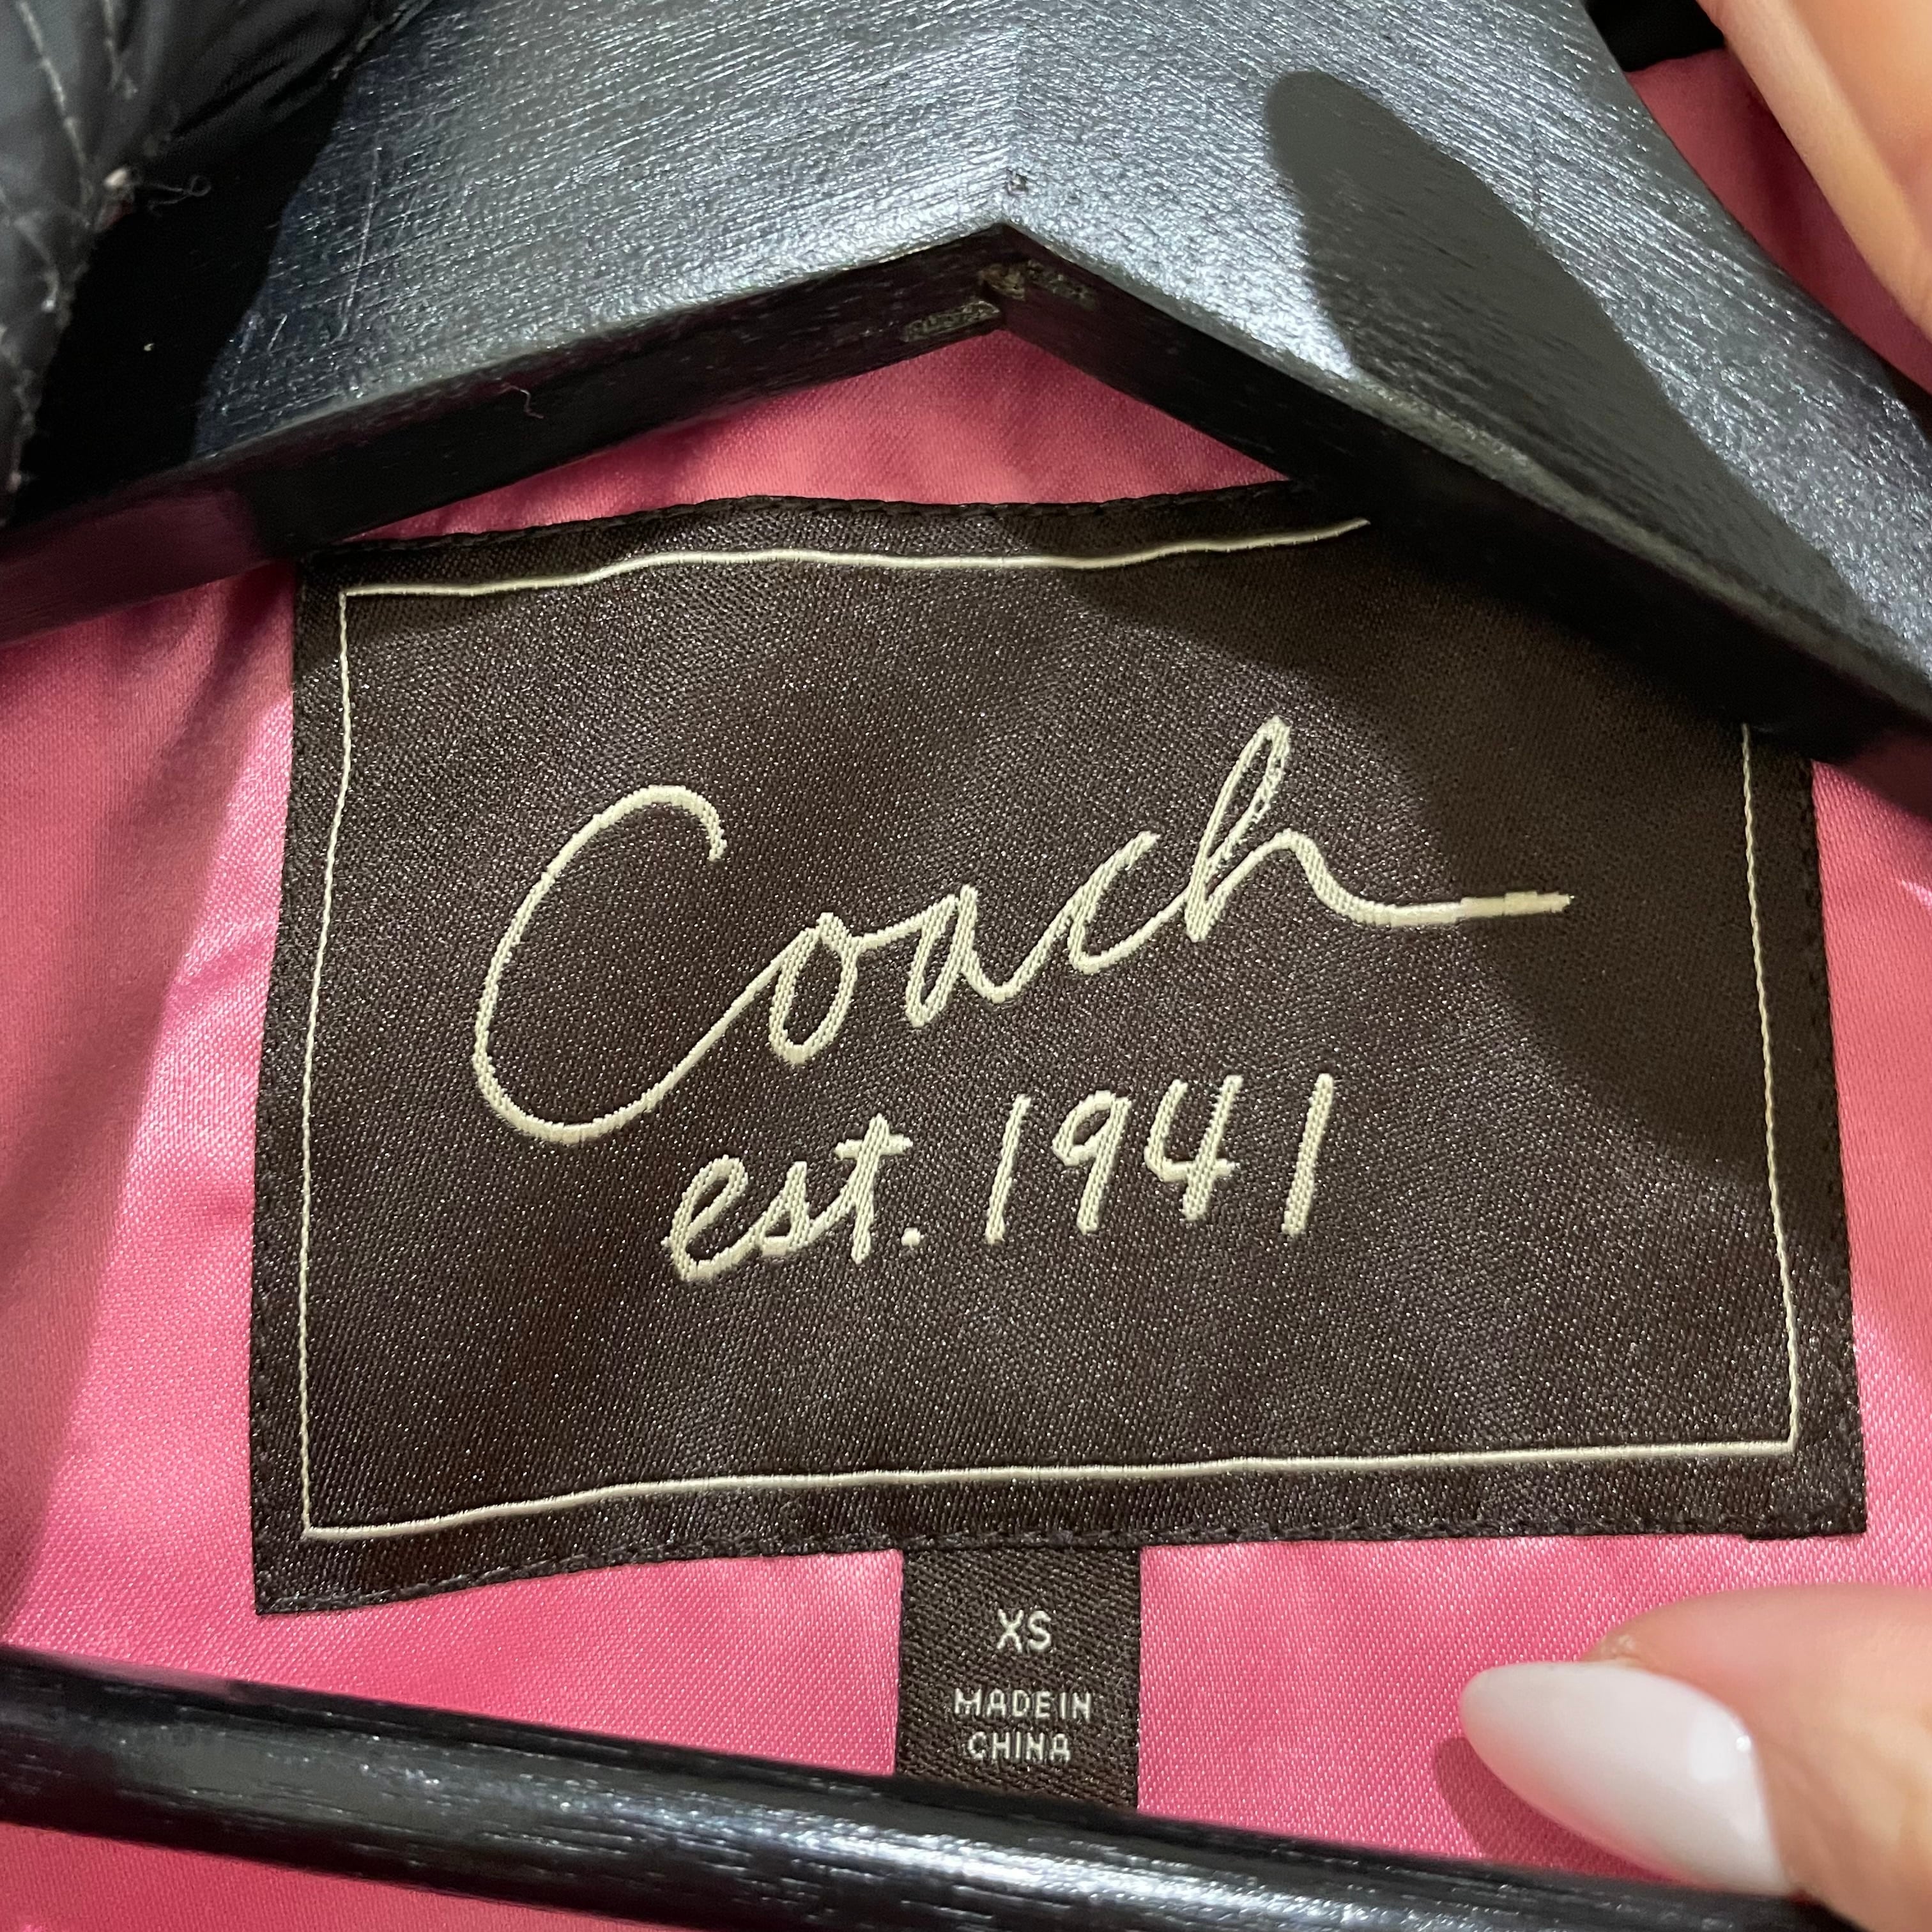 Coach
est. 1941
XS
MADE IN
CHINA